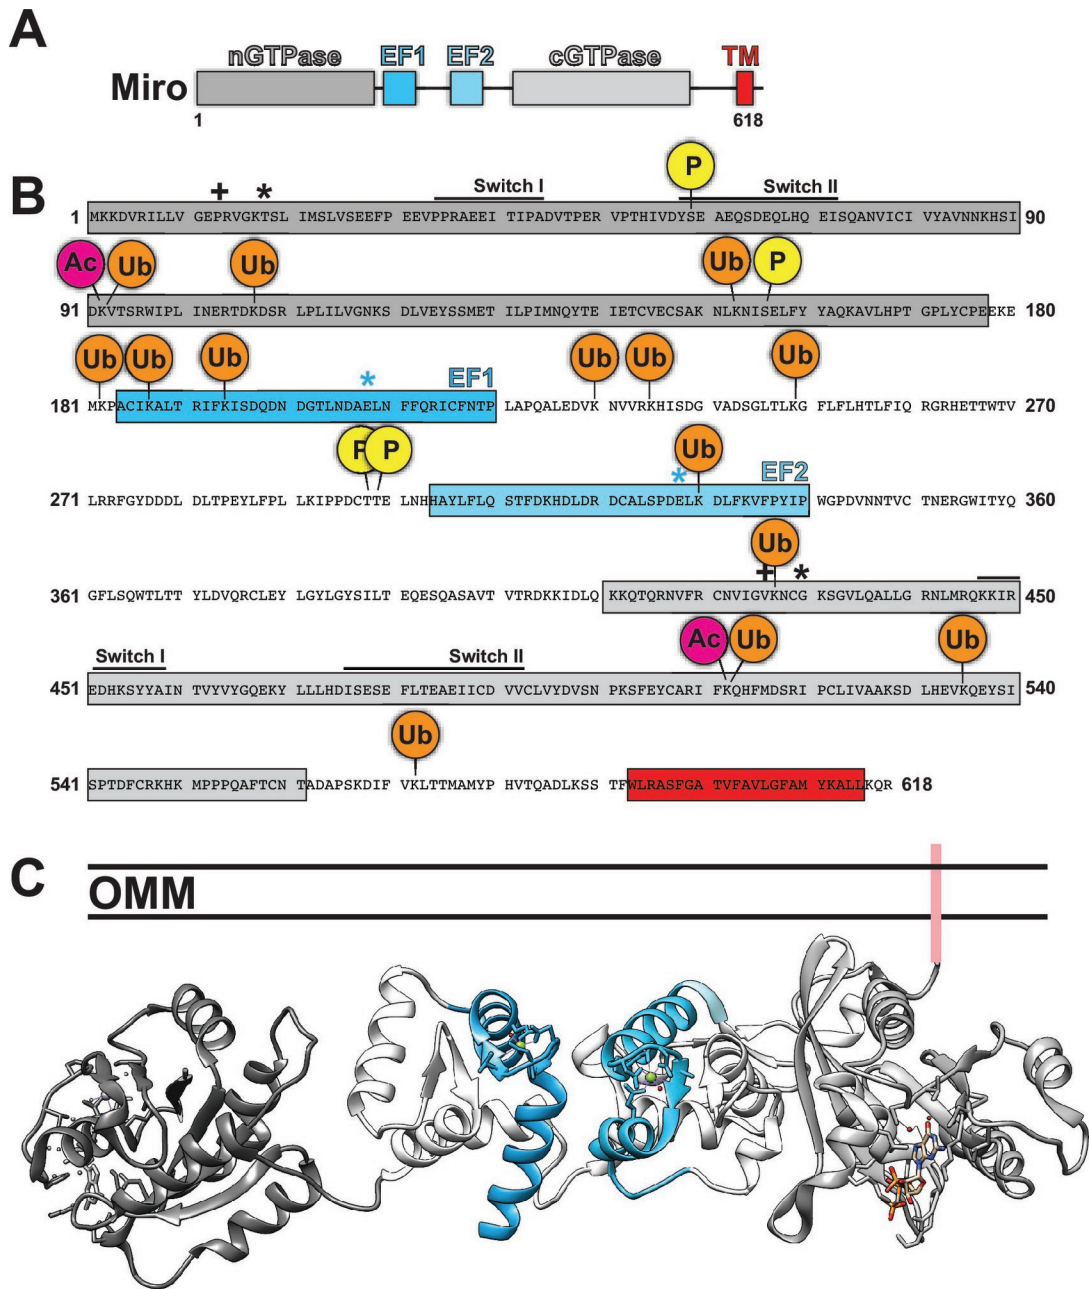 A
nGTPase EF1 EF2 cGTPase TM
Miro
1 618
B
P
+ * Switch I Switch II
1 MKKDVRILLV GEPRVGKTSL IMSLVSEEFP EEVPPRAEEI TIPADVTPER VPTHIVDYSE AEQSDEQLHQ EISQANVICI VYAVNNKHSI 90
Ac Ub Ub Ub P
91 DKVTSRWIPL INERTDKDSR LPLILVGNKS DLVEYSSMET ILPIMNQYTE IETCVECSAK NLKNISELFY YAQKAVLHPT GPLYCPEEKE 180
Ub Ub Ub Ub Ub Ub
* EF1
181 MKPACIKALT RIFKISDQDN DGTLNDAELN FFQRICFNTP LAPQALEDVK NVVRKHISDG VADSGLTLKG FLFLHTLFIQ RGRHETTWTV 270
P P Ub
* EF2
271 LRRFGYDDDL DLTPEYLFPL LKIPPDCTTE LNHHAYLFLQ STFDKHDLDR DCALSPDELK DLFKVFPYIP WGPDVNNTVC TNERGWITYQ 360
Ub
+ *
361 GFLSQWTLTT YLDVQRCLEY LGYLGYSILT EQESQASAVT VTRDKKIDLQ KKQTQRNVFR CNVIGVKNCG KSGVLQALLG RNLMRQKKIR 450
Ac Ub Ub
Switch I Switch II
451 EDHKSYYAIN TVYVYGQEKY LLLHDISESE FLTEAEIICD VVCLVYDVSN PKSFEYCARI FKQHFMDSRI PCLIVAAKSD LHEVKQEYSI 540
Ub
541 SPTDFCRKHK MPPPQAFTCN TADAPSKDIF VKLTTMAMYP HVTQADLKSS TFWLRASFGA TVFAVLGFAM YKALLKQR 618
C
OMM